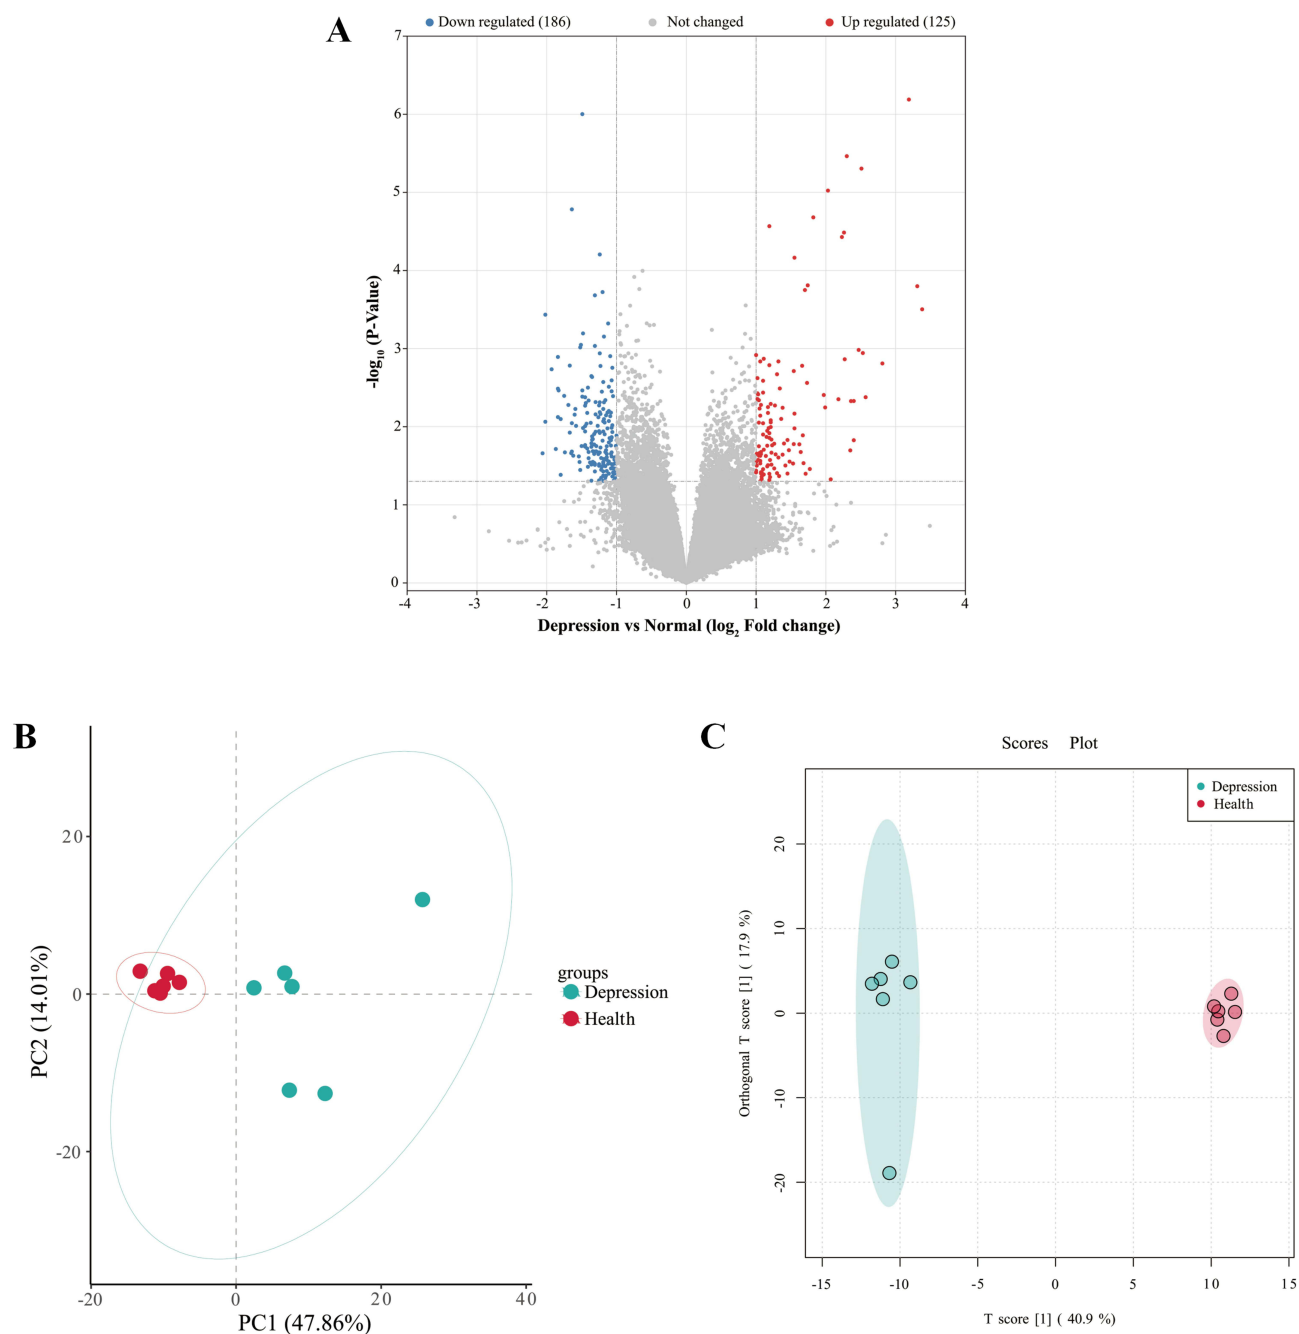 A
Down regulated (186)
Not changed
Up regulated (125)
7
6
5
4
3
2
1
0
-log10 (P-Value)
-4 -3 -2 -1 0 1 2 3 4
Depression vs Normal (log2 Fold change)
B
20
0
-20
PC2 (14.01%)
-20 0 20 40
PC1 (47.86%)
groups
Depression
Health
C
Scores Plot
Depression
Health
20
10
0
-10
-20
Orthogonal T score [1] ( 17.9 %)
-15 -10 -5 0 5 10 15
T score [1] ( 40.9 %)